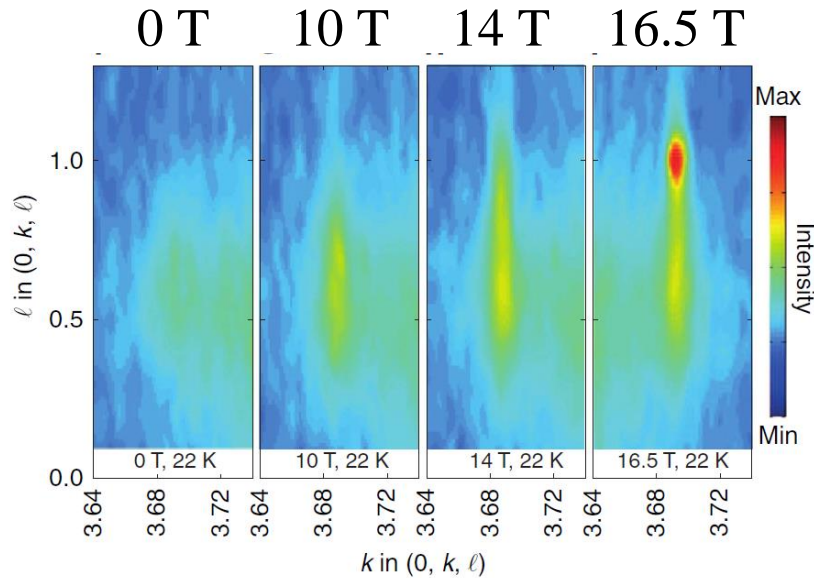 0 T 10 T 14 T 16.5 T
Max
1.0
ℓ in (0, k, ℓ)
0.5
Intensity
Min
0 T, 22 K 10 T, 22 K 14 T, 22 K 16.5 T, 22 K
0.0
3.64 3.68 3.72 3.64 3.68 3.72 3.64 3.68 3.72 3.64 3.68 3.72
k in (0, k, ℓ)